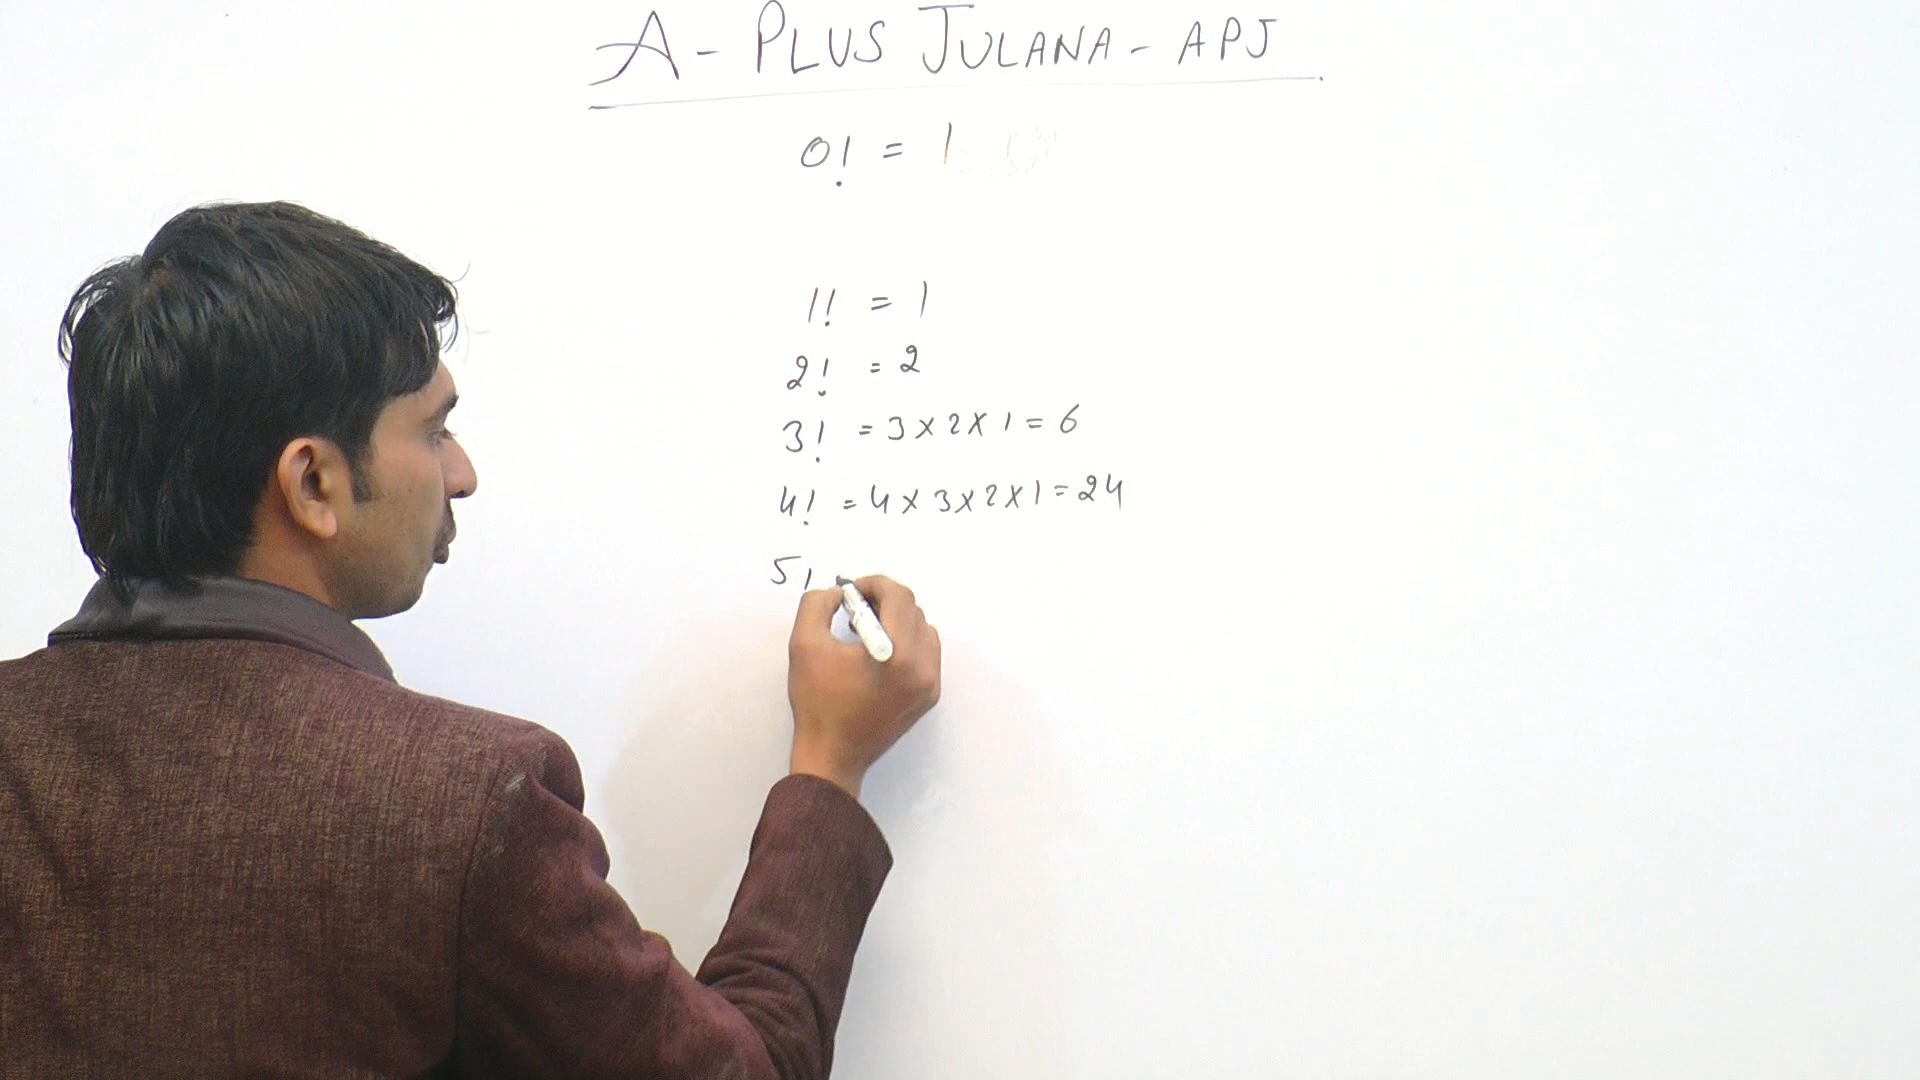 A - PLUS JULANA - APJ
0! = 1
1! = 1
2! = 2
3! = 3 x 2 x 1 = 6
4! = 4 x 3 x 2 x 1 = 24
5!